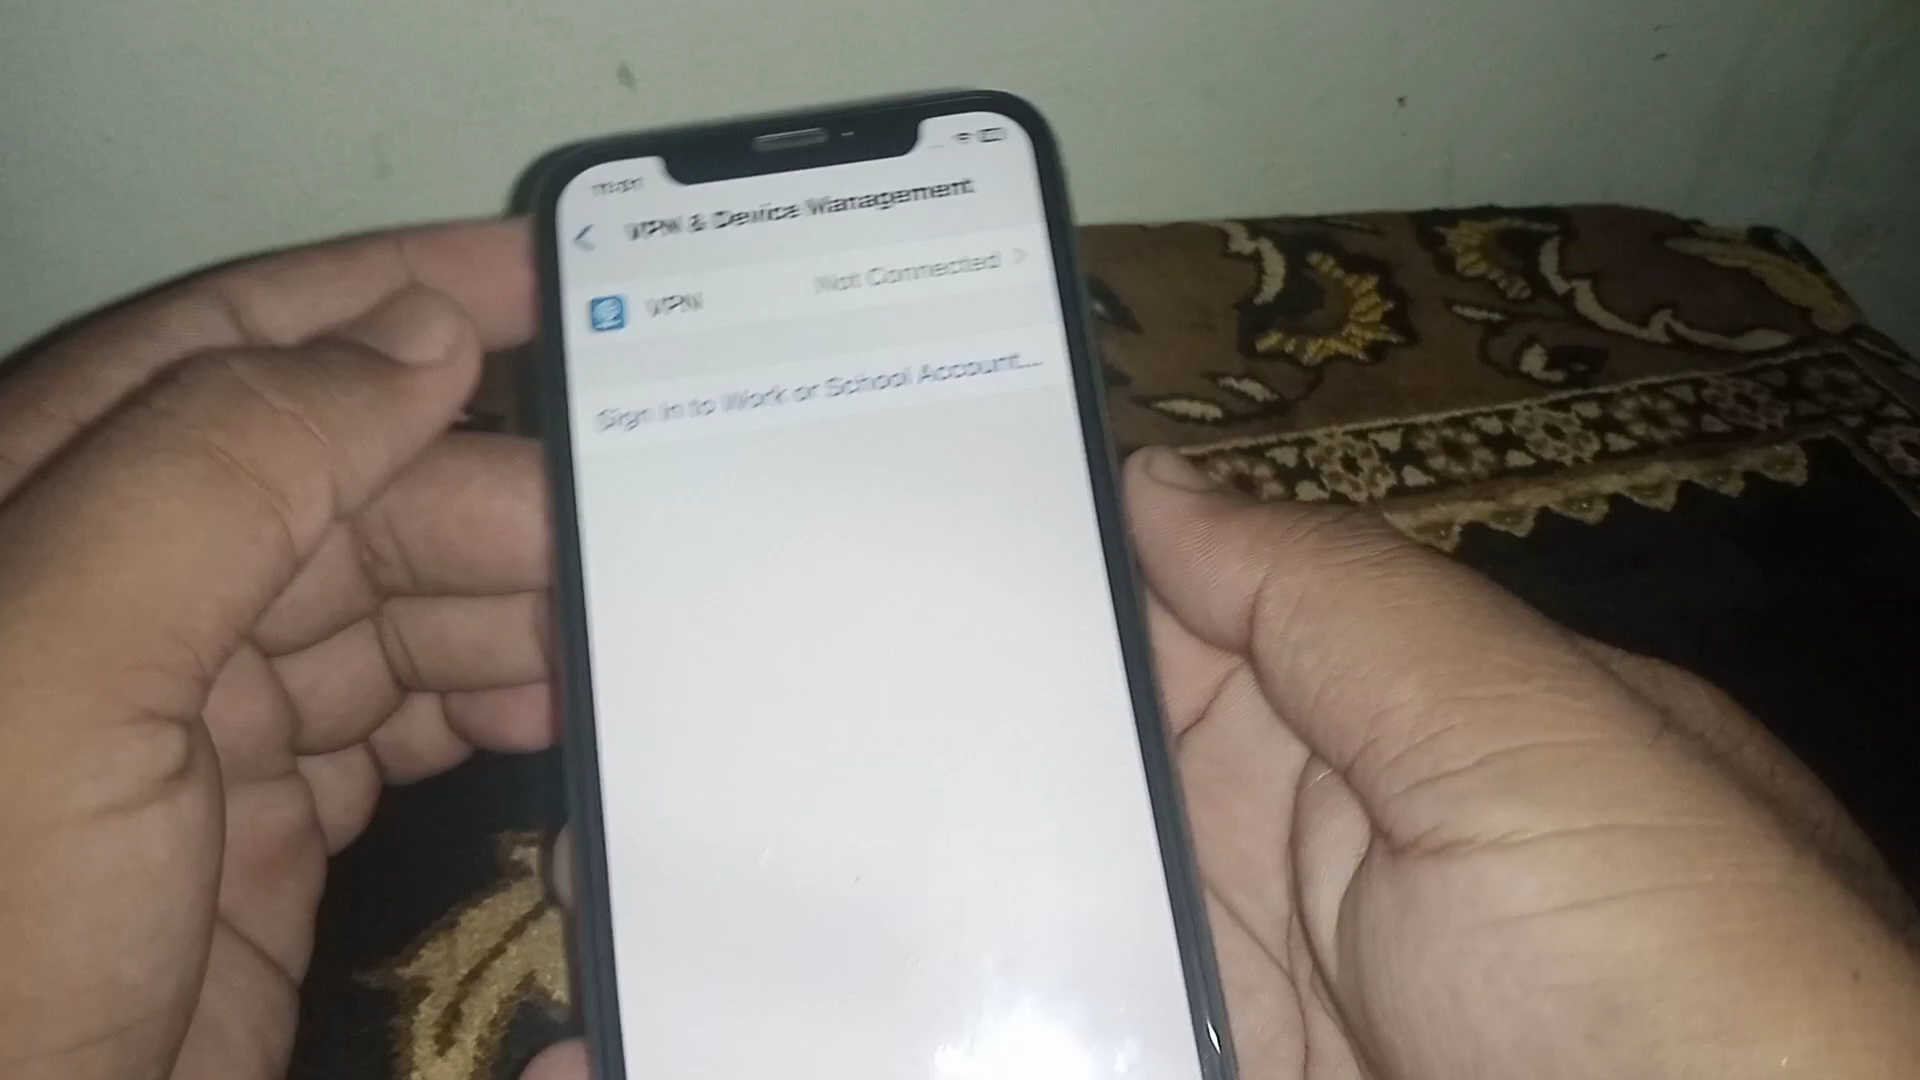 VPN & Device Management
VPN Not Connected
Sign In to Work or School Account...